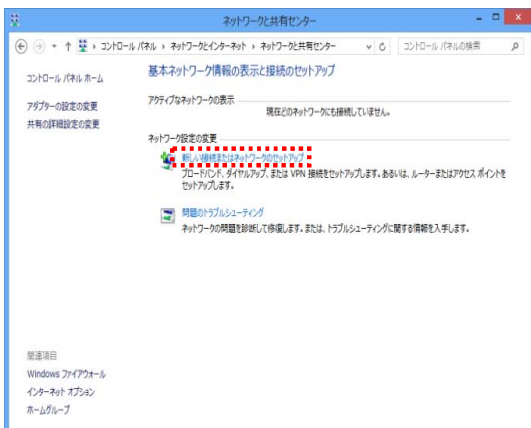 ネットワークと共有センター
コントロール パネル ▸ ネットワークとインターネット ▸ ネットワークと共有センター
コントロール パネルの検索
コントロール パネル ホーム
アダプターの設定の変更
共有の詳細設定の変更
基本ネットワーク情報の表示と接続のセットアップ
アクティブなネットワークの表示
現在どのネットワークにも接続していません。
ネットワーク設定の変更
新しい接続またはネットワークのセットアップ
ブロードバンド、ダイヤルアップ、または VPN 接続をセットアップします。あるいは、ルーターまたはアクセス ポイントを
セットアップします。
問題のトラブルシューティング
ネットワークの問題を診断して修復します。または、トラブルシューティングに関する情報を入手します。
関連項目
Windows ファイアウォール
インターネット オプション
ホームグループ